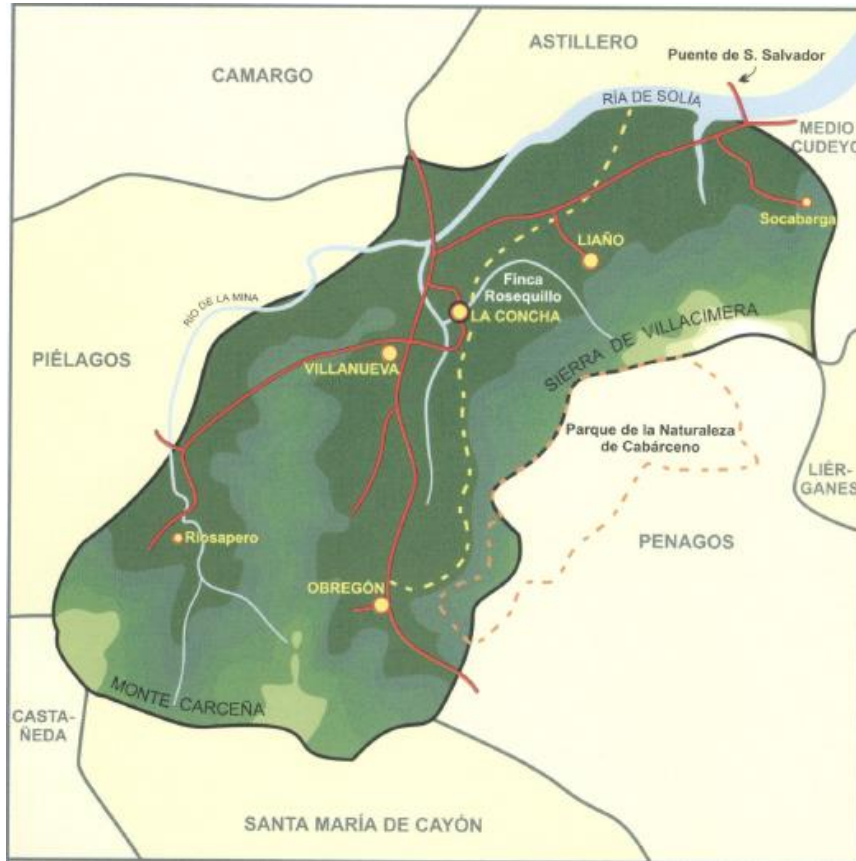 ASTILLERO
Puente de S. Salvador
CAMARGO
RÍA DE SOLÍA
MEDIO
CUDEYO
Socabarga
LIAÑO
Finca
Rosequillo
RÍO DE LA MINA
LA CONCHA
SIERRA DE VILLACIMERA
PIÉLAGOS
VILLANUEVA
Parque de la Naturaleza
de Cabárceno
LIÉR-
GANES
Ríosapero
PENAGOS
OBREGÓN
MONTE CARCEÑA
CASTA-
ÑEDA
SANTA MARÍA DE CAYÓN